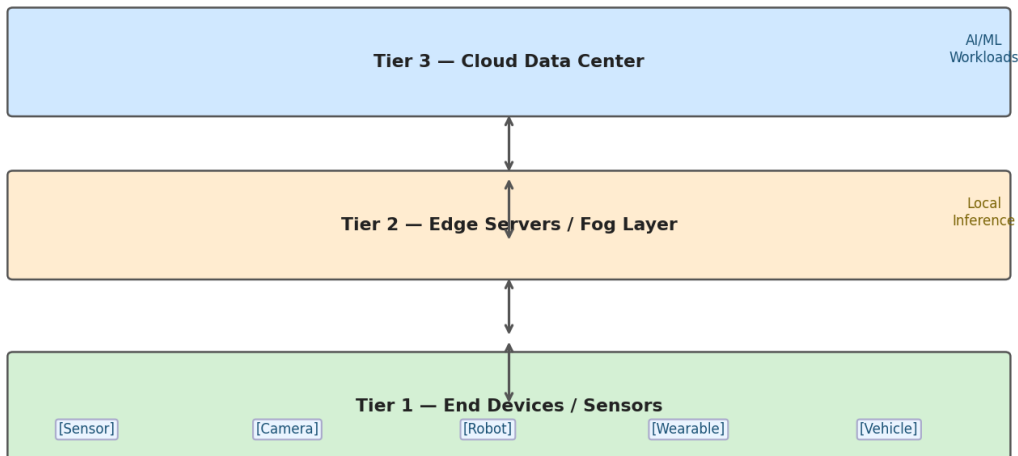 Tier 3 — Cloud Data Center
AI/ML
Workloads
Tier 2 — Edge Servers / Fog Layer
Local
Inference
Tier 1 — End Devices / Sensors
[Sensor] [Camera] [Robot] [Wearable] [Vehicle]